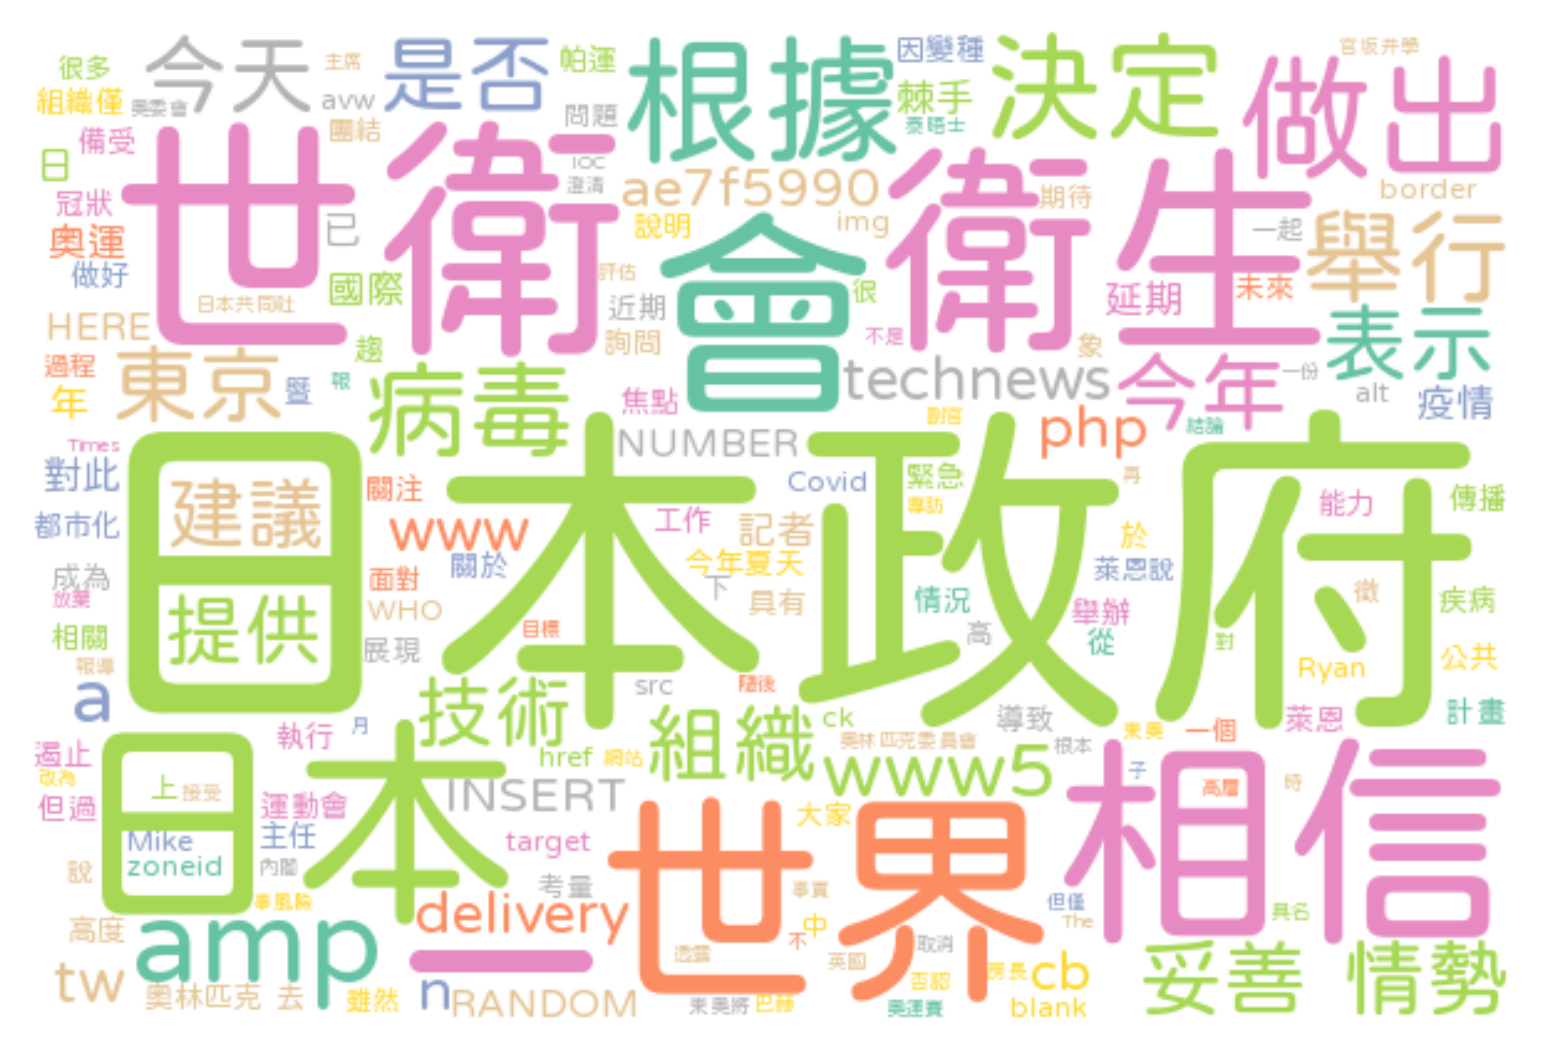 很多
今天
主席
是否
帕運
根據
因變種
決定
官坂井學
做出
組織僅
奧委會
avw
團結
問題
棘手
泰晤士
備受
日
世衛
IOC
澄清
ae7f5990
衛生
期待
border
冠狀
奧運
已
說明
img
會
一起
舉行
做好
國際
評估
近期
很
延期
未來
日本共同社
HERE
詢問
不是
象
表示
過程
東京
暨
趨
報
病毒
焦點
technews
今年
一份
alt
疫情
年
Times
NUMBER
副官
php
結論
對此
建議
關注
日本政府
Covid
緊急
再
能力
傳播
都市化
www
工作
記者
專訪
於
關於
今年夏天
萊恩說
成為
放棄
面對
下
提供
WHO
具有
情況
舉辦
徵
疾病
相關
目標
展現
高
從
對
報導
Ryan
公共
a
技術
src
隨後
組織
ck
導致
萊恩
計畫
執行
月
東奧
一個
遏止
改為
href
網站
奧林匹克委員會
根本
www5
子
相信
上
接受
日本
INSERT
高層
時
但過
運動會
世界
大家
Mike
主任
target
zoneid
內閣
考量
說
事實
但僅
The
具名
辜風險
delivery
高度
amp
一
不
中
取消
妥善
情勢
透露
英國
tw
房長
cb
否認
奧林匹克
去
雖然
n
RANDOM
東奧將
巴赫
奧運賽
blank